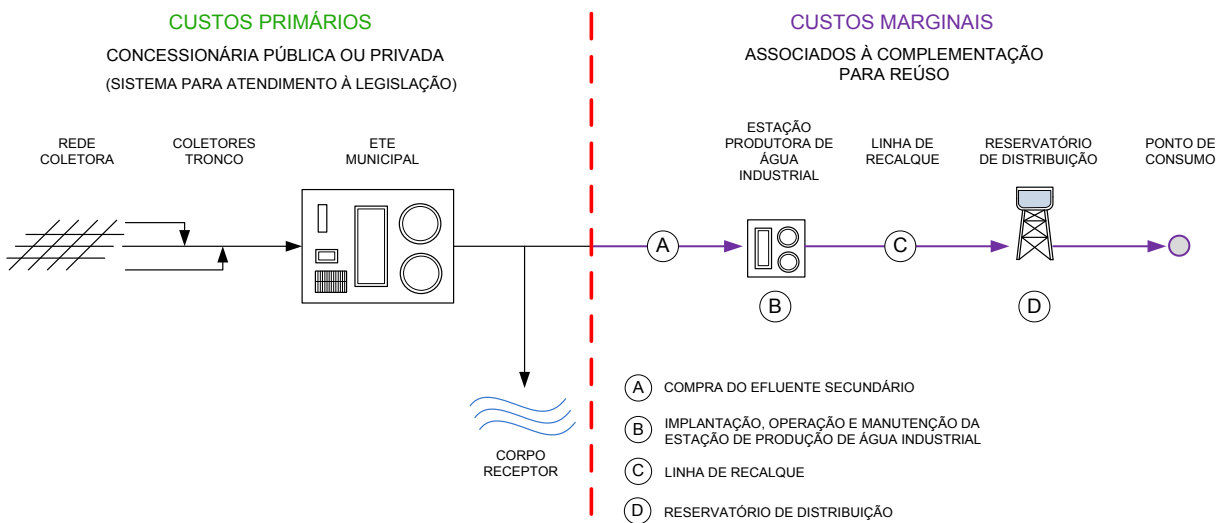 CUSTOS PRIMÁRIOS
CONCESSIONÁRIA PÚBLICA OU PRIVADA
(SISTEMA PARA ATENDIMENTO À LEGISLAÇÃO)
REDE
COLETORA
COLETORES
TRONCO
ETE
MUNICIPAL
CORPO
RECEPTOR
CUSTOS MARGINAIS
ASSOCIADOS À COMPLEMENTAÇÃO
PARA REÚSO
ESTAÇÃO
PRODUTORA DE
ÁGUA
INDUSTRIAL
LINHA DE
RECALQUE
RESERVATÓRIO
DE DISTRIBUIÇÃO
PONTO DE
CONSUMO
A
C
B
D
A COMPRA DO EFLUENTE SECUNDÁRIO
B IMPLANTAÇÃO, OPERAÇÃO E MANUTENÇÃO DA
ESTAÇÃO DE PRODUÇÃO DE ÁGUA INDUSTRIAL
C LINHA DE RECALQUE
D RESERVATÓRIO DE DISTRIBUIÇÃO